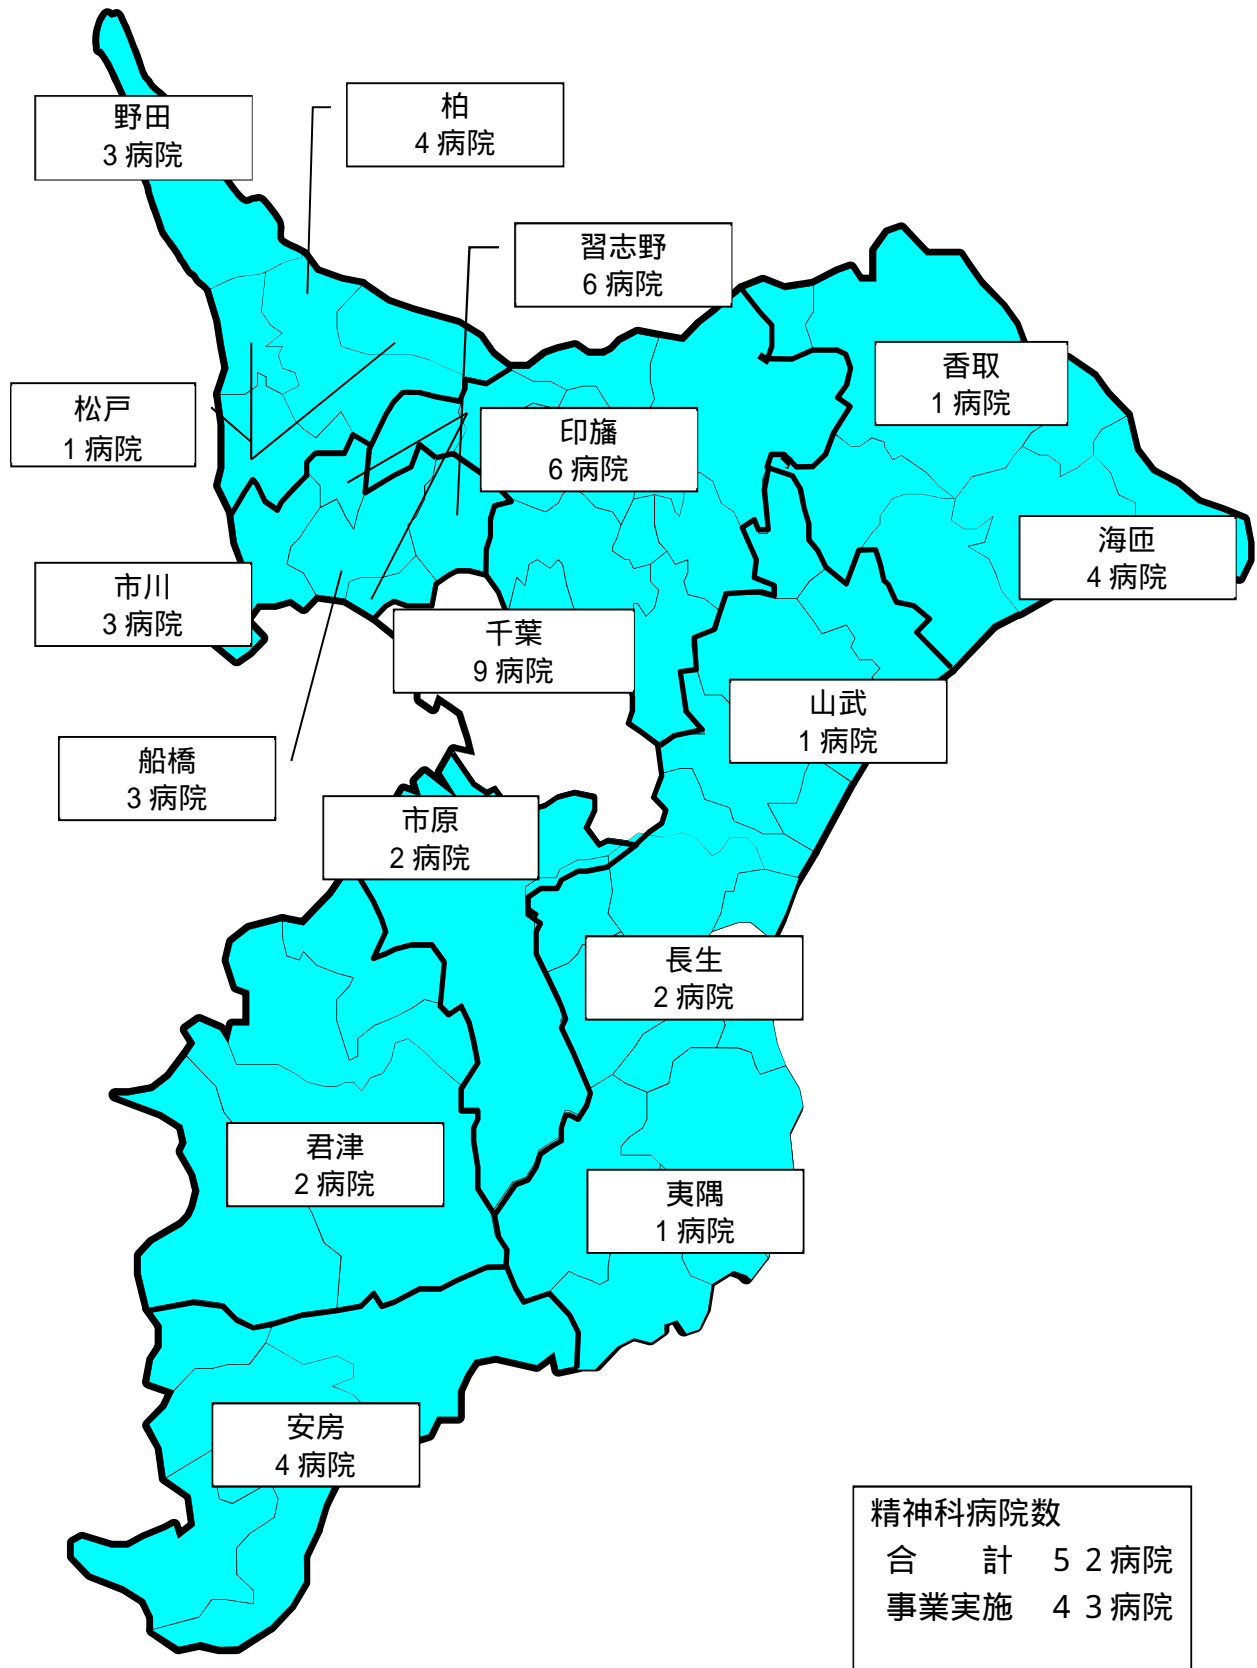 野田
3 病院
柏
4 病院
習志野
6 病院
香取
1 病院
松戸
1 病院
印旛
6 病院
海匝
4 病院
市川
3 病院
千葉
9 病院
山武
1 病院
船橋
3 病院
市原
2 病院
長生
2 病院
君津
2 病院
夷隅
1 病院
安房
4 病院
精神科病院数
合　　計　５２病院
事業実施　４３病院